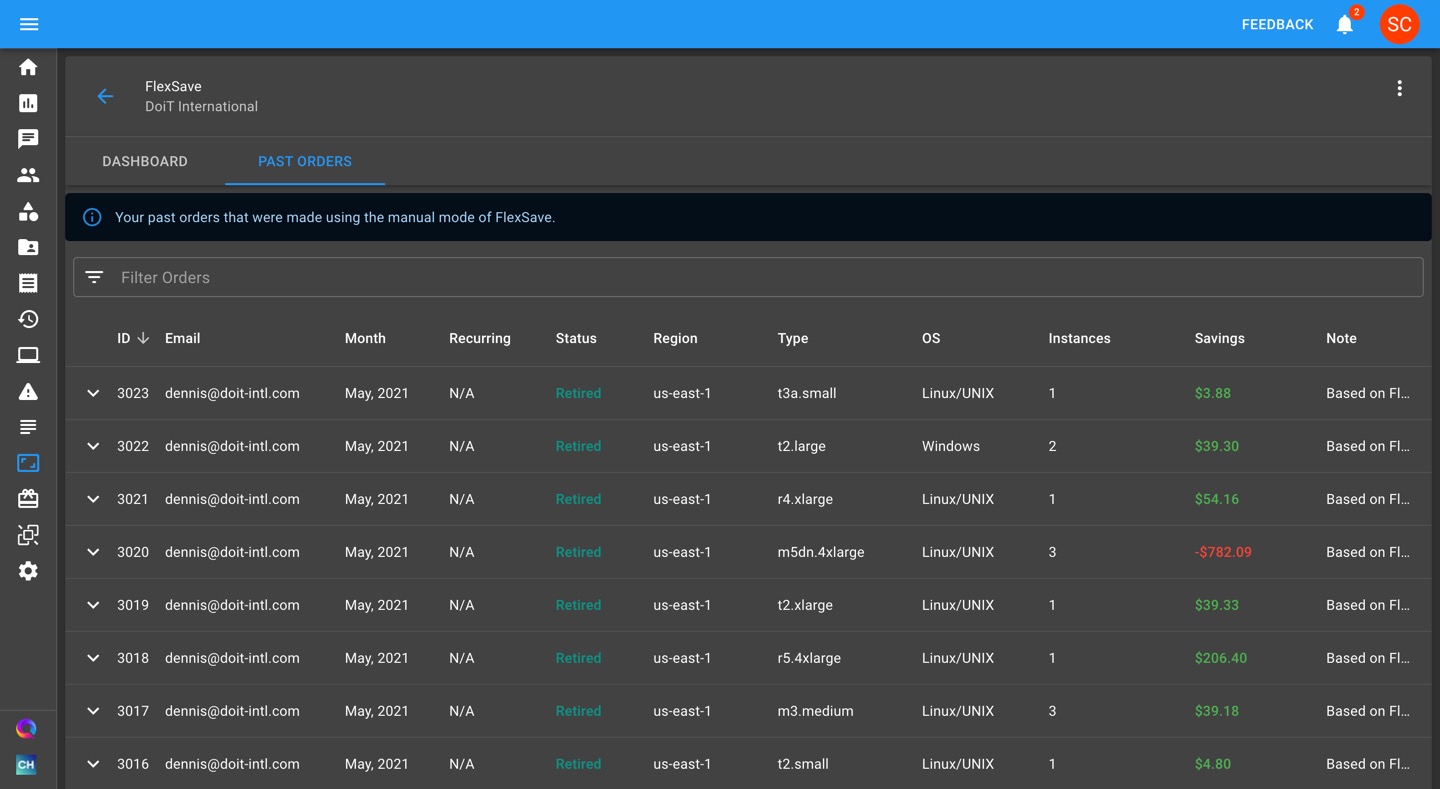 FEEDBACK
2
SC
FlexSave
DoiT International
DASHBOARD PAST ORDERS
Your past orders that were made using the manual mode of FlexSave.
Filter Orders
ID Email Month Recurring Status Region Type OS Instances Savings Note
3023 dennis@doit-intl.com May, 2021 N/A Retired us-east-1 t3a.small Linux/UNIX 1 $3.88 Based on Fl...
3022 dennis@doit-intl.com May, 2021 N/A Retired us-east-1 t2.large Windows 2 $39.30 Based on Fl...
3021 dennis@doit-intl.com May, 2021 N/A Retired us-east-1 r4.xlarge Linux/UNIX 1 $54.16 Based on Fl...
3020 dennis@doit-intl.com May, 2021 N/A Retired us-east-1 m5dn.4xlarge Linux/UNIX 3 -$782.09 Based on Fl...
3019 dennis@doit-intl.com May, 2021 N/A Retired us-east-1 t2.xlarge Linux/UNIX 1 $39.33 Based on Fl...
3018 dennis@doit-intl.com May, 2021 N/A Retired us-east-1 r5.4xlarge Linux/UNIX 1 $206.40 Based on Fl...
3017 dennis@doit-intl.com May, 2021 N/A Retired us-east-1 m3.medium Linux/UNIX 3 $39.18 Based on Fl...
3016 dennis@doit-intl.com May, 2021 N/A Retired us-east-1 t2.small Linux/UNIX 1 $4.80 Based on Fl...
CH